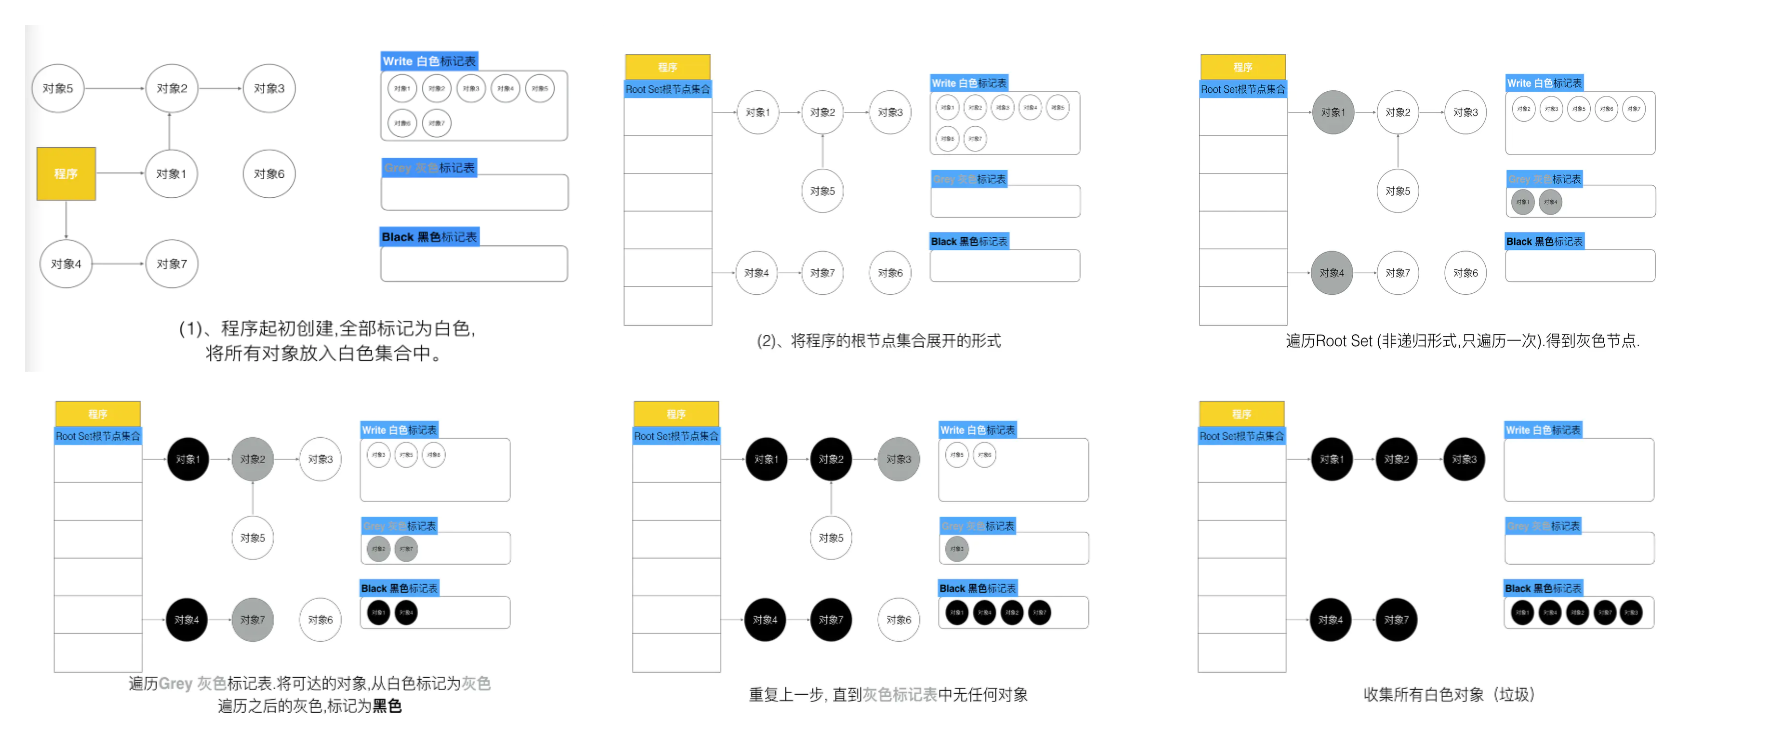 对象5
对象2
对象3
程序
对象1
对象6
对象4
对象7
Write 白色标记表
对象1 对象2 对象3 对象4 对象5
对象6 对象7
Grey 灰色标记表
Black 黑色标记表
(1)、程序起初创建,全部标记为白色,
将所有对象放入白色集合中。
程序
Root Set根节点集合
对象1
对象2
对象3
对象5
对象4
对象7
对象6
Write 白色标记表
对象1 对象2 对象3 对象4 对象5
对象6 对象7
Grey 灰色标记表
Black 黑色标记表
(2)、将程序的根节点集合展开的形式
程序
Root Set根节点集合
对象1
对象2
对象3
对象5
对象4
对象7
对象6
Write 白色标记表
对象2 对象3 对象5 对象6 对象7
Grey 灰色标记表
对象1 对象4
Black 黑色标记表
遍历Root Set (非递归形式,只遍历一次).得到灰色节点.
程序
Root Set根节点集合
对象1
对象2
对象3
对象5
对象4
对象7
对象6
Write 白色标记表
对象3 对象5 对象6
Grey 灰色标记表
对象2 对象7
Black 黑色标记表
对象1 对象4
遍历Grey 灰色标记表.将可达的对象,从白色标记为灰色
遍历之后的灰色,标记为黑色
程序
Root Set根节点集合
对象1
对象2
对象3
对象5
对象4
对象7
对象6
Write 白色标记表
对象5 对象6
Grey 灰色标记表
对象3
Black 黑色标记表
对象1 对象4 对象2 对象7
重复上一步, 直到灰色标记表中无任何对象
程序
Root Set根节点集合
对象1
对象2
对象3
对象4
对象7
Write 白色标记表
Grey 灰色标记表
Black 黑色标记表
对象1 对象4 对象2 对象7 对象3
收集所有白色对象（垃圾）